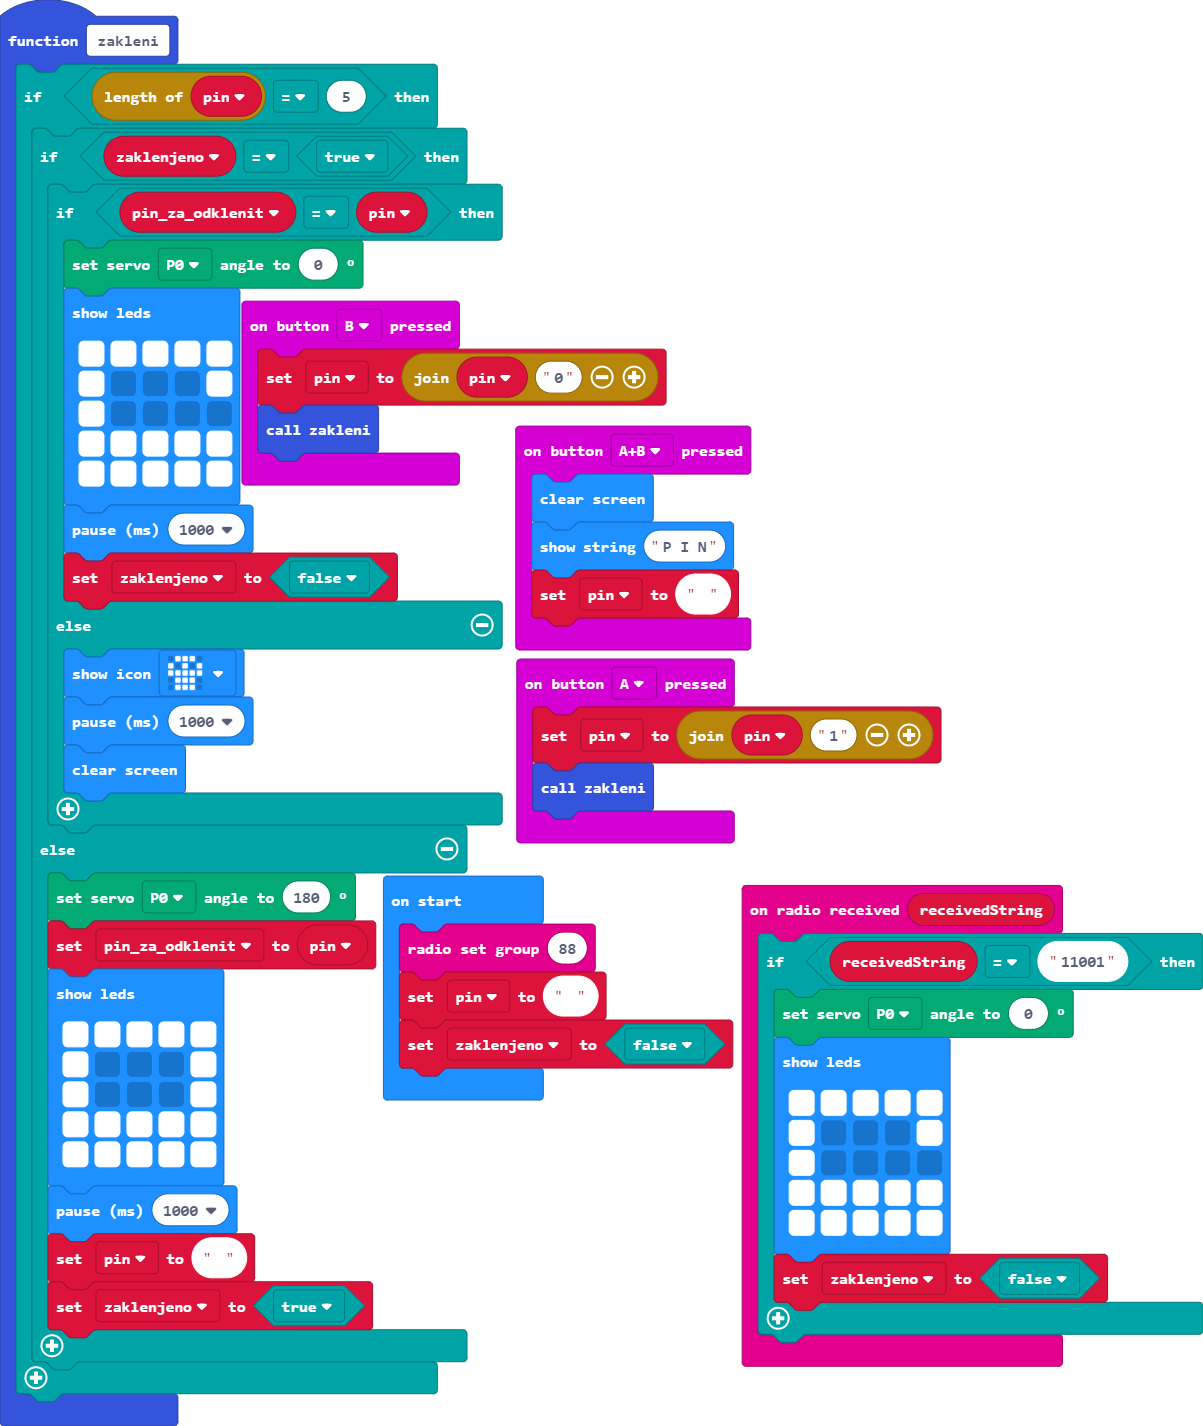 function zakleni
if length of pin = 5 then
if zaklenjeno = true then
if pin_za_odklenit = pin then
set servo P0 angle to 0 °
show leds
pause (ms) 1000
set zaklenjeno to false
else
show icon
pause (ms) 1000
clear screen
else
set servo P0 angle to 180 °
set pin_za_odklenit to pin
show leds
pause (ms) 1000
set pin to " "
set zaklenjeno to true
on button B pressed
set pin to join pin "0"
call zakleni
on button A+B pressed
clear screen
show string "P I N"
set pin to " "
on button A pressed
set pin to join pin "1"
call zakleni
on start
radio set group 88
set pin to " "
set zaklenjeno to false
on radio received receivedString
if receivedString = "11001" then
set servo P0 angle to 0 °
show leds
set zaklenjeno to false